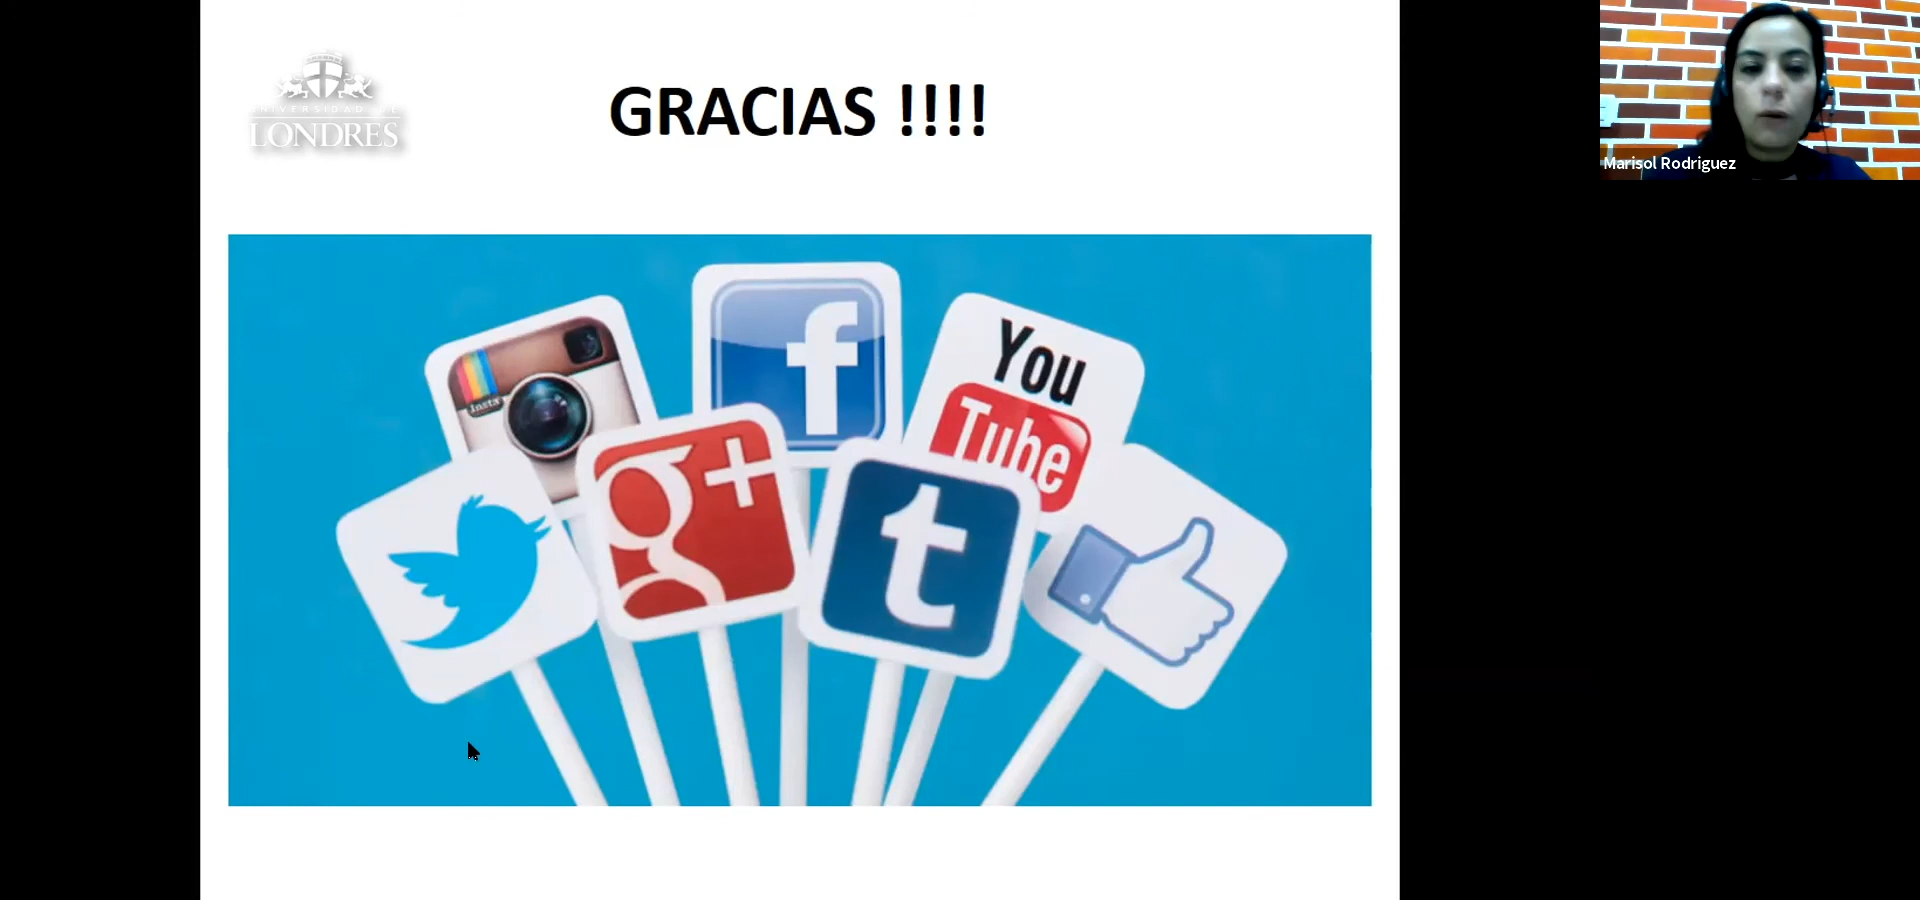 UNIVERSIDAD DE
LONDRES
GRACIAS !!!!
Marisol Rodriguez
Insta
f
You
Tube
g+
t